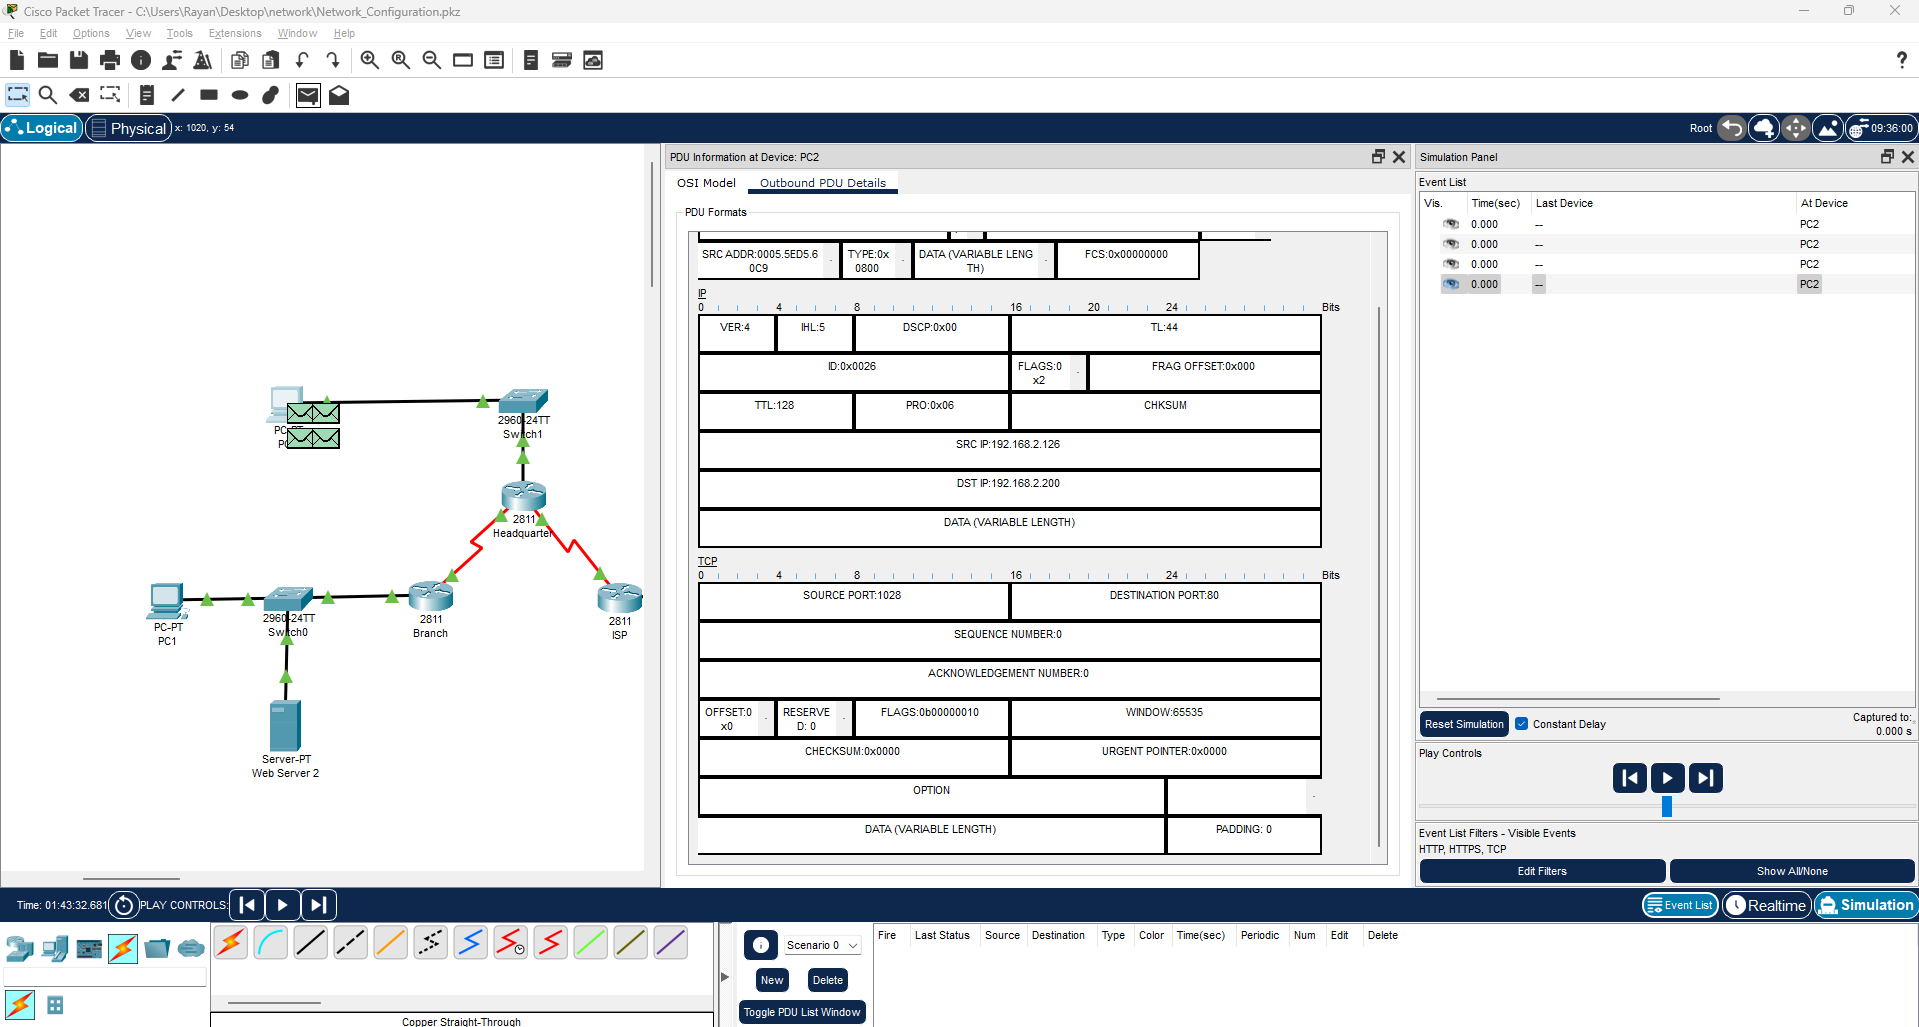 Cisco Packet Tracer - C:\Users\Rayan\Desktop\network\Network_Configuration.pkz
File Edit Options View Tools Extensions Window Help
Logical Physical x: 1020, y: 54
Root 09:36:00
PC-PT
2960-24TT
Switch1
2811
Headquarter
PC-PT
PC1
2960-24TT
Switch0
2811
Branch
2811
ISP
Server-PT
Web Server 2
PDU Information at Device: PC2
OSI Model Outbound PDU Details
PDU Formats
SRC ADDR:0005.5ED5.6
0C9
TYPE:0x
0800
DATA (VARIABLE LENG
TH)
FCS:0x00000000
IP
0 4 8 16 20 24 Bits
VER:4 IHL:5 DSCP:0x00 TL:44
ID:0x0026
FLAGS:0
x2
FRAG OFFSET:0x000
TTL:128 PRO:0x06 CHKSUM
SRC IP:192.168.2.126
DST IP:192.168.2.200
DATA (VARIABLE LENGTH)
TCP
0 4 8 16 24 Bits
SOURCE PORT:1028 DESTINATION PORT:80
SEQUENCE NUMBER:0
ACKNOWLEDGEMENT NUMBER:0
OFFSET:0
x0
RESERVE
D: 0
FLAGS:0b00000010 WINDOW:65535
CHECKSUM:0x0000 URGENT POINTER:0x0000
OPTION
DATA (VARIABLE LENGTH) PADDING: 0
Simulation Panel
Event List
Vis. Time(sec) Last Device At Device
0.000 -- PC2
0.000 -- PC2
0.000 -- PC2
0.000 -- PC2
Reset Simulation Constant Delay
Captured to:
0.000 s
Play Controls
Event List Filters - Visible Events
HTTP, HTTPS, TCP
Edit Filters Show All/None
Time: 01:43:32.681 PLAY CONTROLS:
Event List Realtime Simulation
Copper Straight-Through
Scenario 0
New Delete
Toggle PDU List Window
Fire Last Status Source Destination Type Color Time(sec) Periodic Num Edit Delete